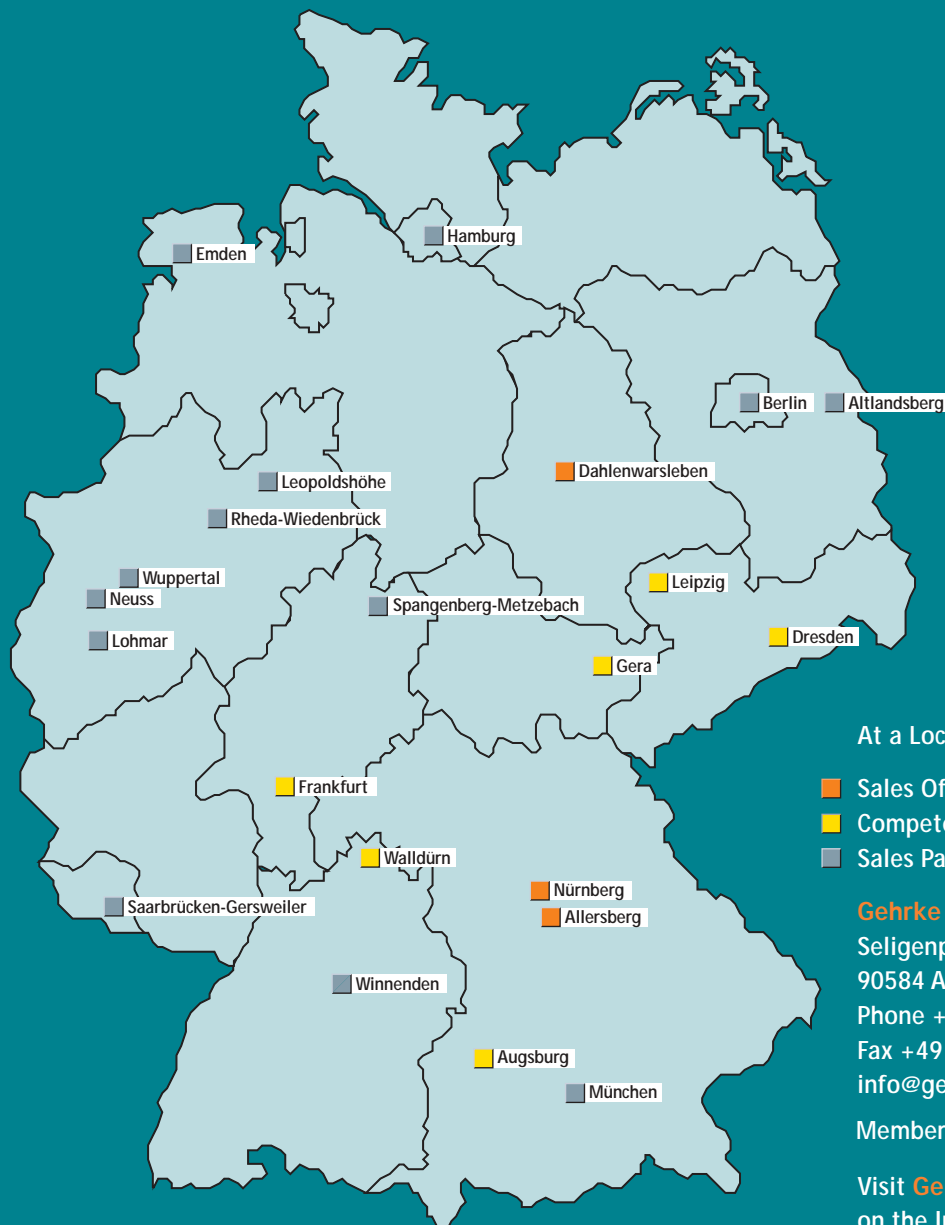 Hamburg
Emden
Berlin
Altlandsberg
Dahlenwarsleben
Leopoldshöhe
Rheda-Wiedenbrück
Wuppertal
Leipzig
Neuss
Spangenberg-Metzebach
Lohmar
Dresden
Gera
At a Loc
Frankfurt
Sales Of
Compete
Walldürn
Sales Pa
Nürnberg
Saarbrücken-Gersweiler
Allersberg
Gehrke
Seligenp
90584 A
Winnenden
Phone +
Fax +49
Augsburg
info@ge
München
Member
Visit Ge
on the I